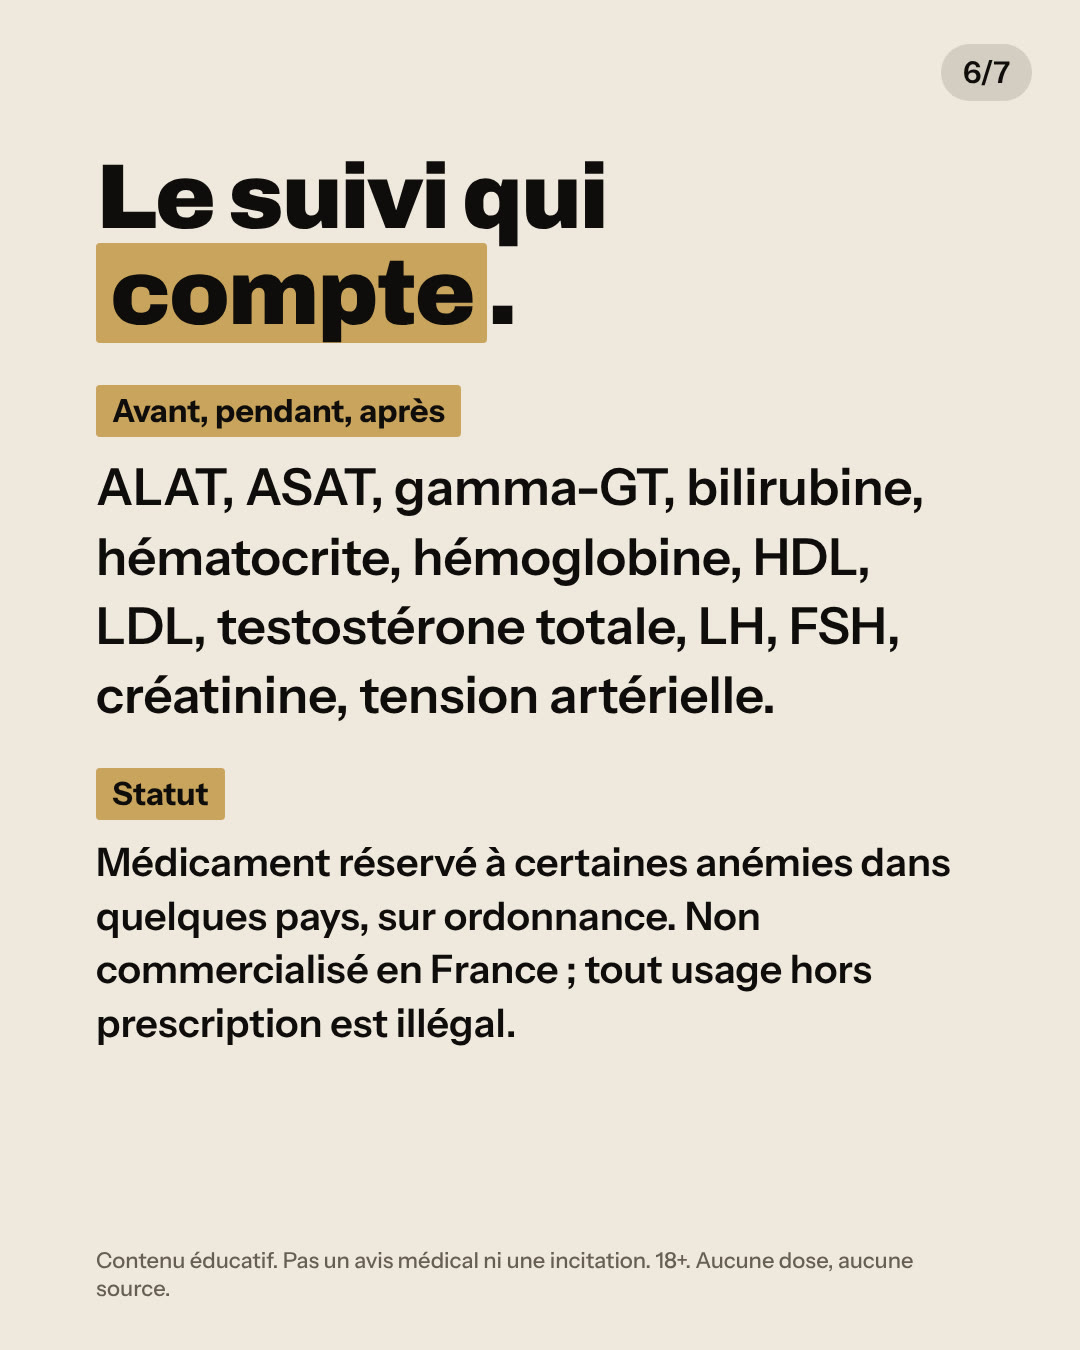 6/7
Le suivi qui
compte.
Avant, pendant, après
ALAT, ASAT, gamma-GT, bilirubine,
hématocrite, hémoglobine, HDL,
LDL, testostérone totale, LH, FSH,
créatinine, tension artérielle.
Statut
Médicament réservé à certaines anémies dans
quelques pays, sur ordonnance. Non
commercialisé en France ; tout usage hors
prescription est illégal.
Contenu éducatif. Pas un avis médical ni une incitation. 18+. Aucune dose, aucune
source.